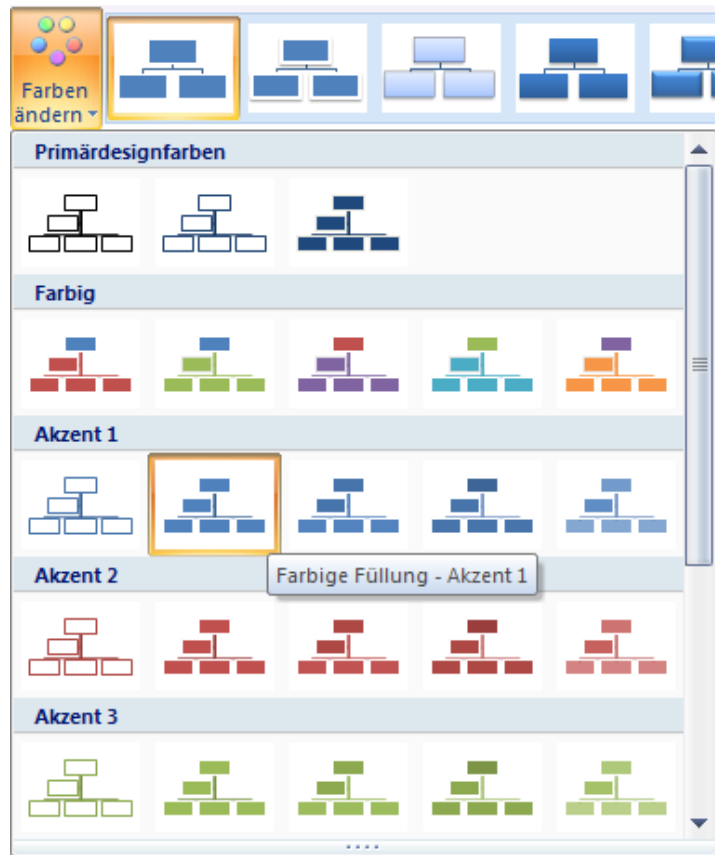 Farben
ändern
Primärdesignfarben
Farbig
Akzent 1
Farbige Füllung - Akzent 1
Akzent 2
Akzent 3